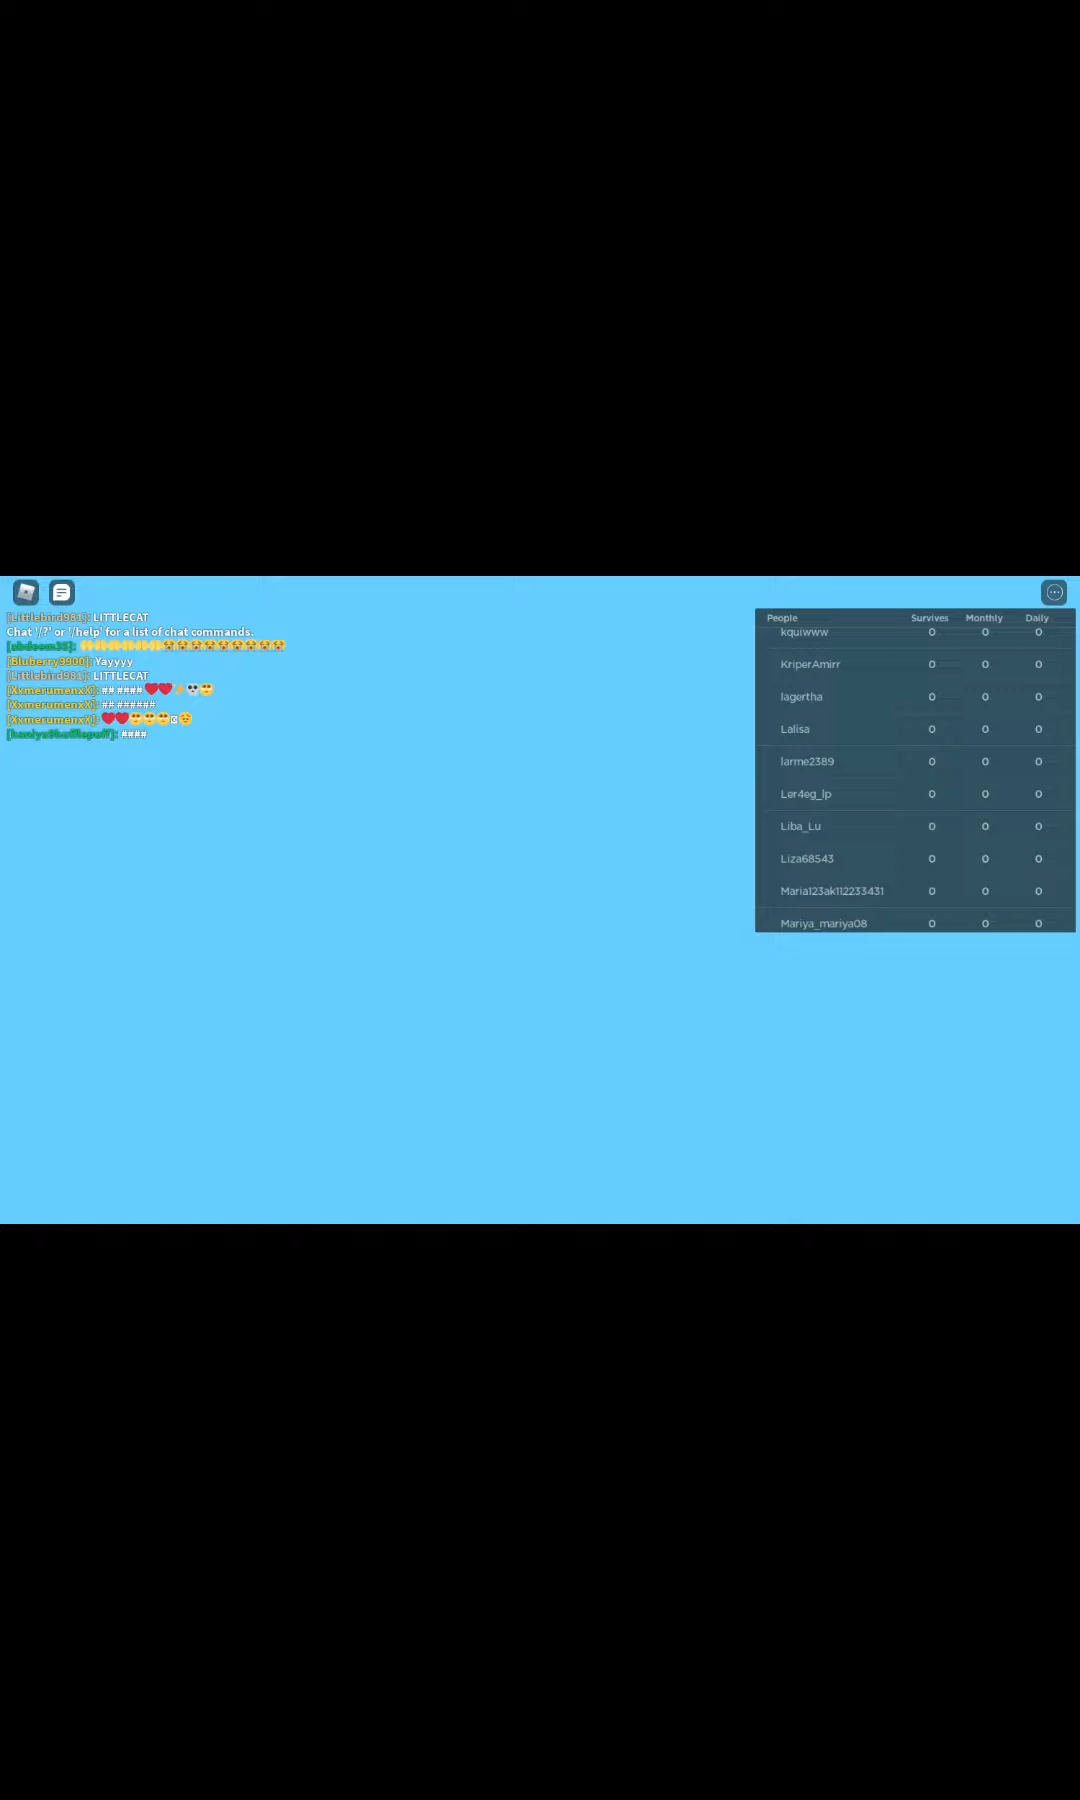 [Littlebird981]: LITTLECAT
Chat '/?' or '/help' for a list of chat commands.
[abdeem35]: 
[Bluberry9900]: Yayyyy
[Littlebird981]: LITTLECAT
[XxmerumenxX]: ## #### ❤❤
[XxmerumenxX]: ## ######
[XxmerumenxX]: ❤❤
####
People Survives Monthly Daily
kquiwww 0 0 0
KriperAmirr 0 0 0
lagertha 0 0 0
Lalisa 0 0 0
larme2389 0 0 0
Ler4eg_lp 0 0 0
Liba_Lu 0 0 0
Liza68543 0 0 0
Maria123ak112233431 0 0 0
Mariya_mariya08 0 0 0